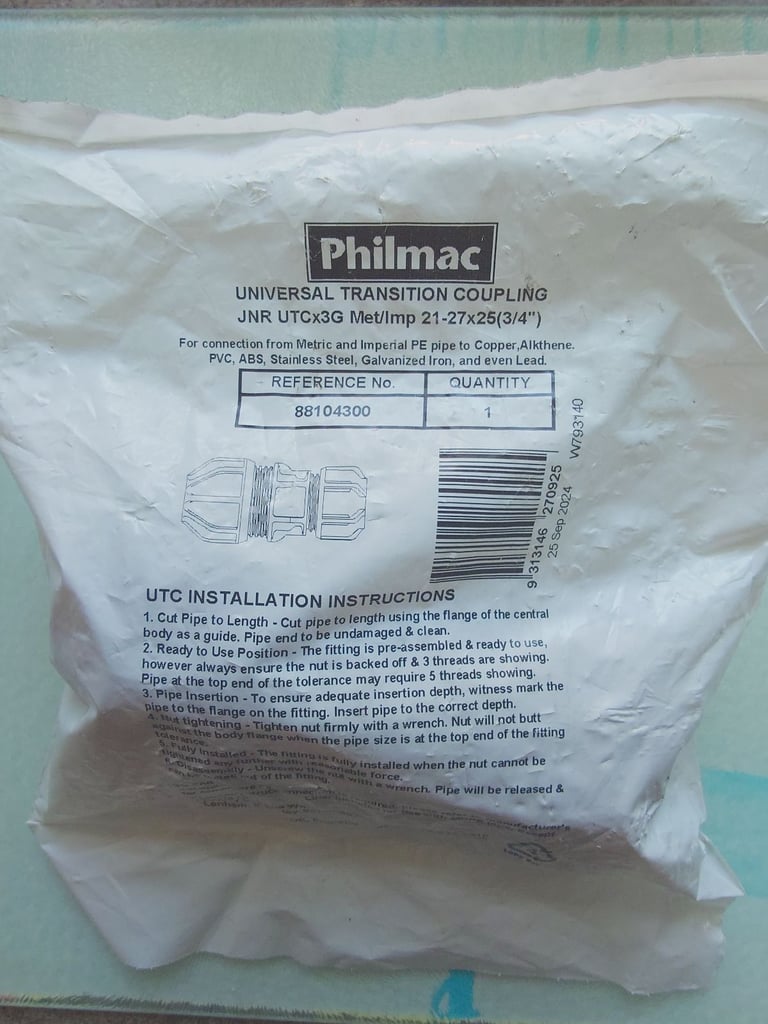 Philmac
UNIVERSAL TRANSITION COUPLING
JNR UTCx3G Met/Imp 21-27x25(3/4")
For connection from Metric and Imperial PE pipe to Copper,Alkthene.
PVC, ABS, Stainless Steel, Galvanized Iron, and even Lead.
REFERENCE No. QUANTITY
88104300 1
W793140
9 313146 270925
25 Sep 2024
UTC INSTALLATION INSTRUCTIONS
1. Cut Pipe to Length - Cut pipe to length using the flange of the central
body as a guide. Pipe end to be undamaged & clean.
2. Ready to Use Position - The fitting is pre-assembled & ready to use,
however always ensure the nut is backed off & 3 threads are showing.
Pipe at the top end of the tolerance may require 5 threads showing.
3. Pipe Insertion - To ensure adequate insertion depth, witness mark the
pipe to the flange on the fitting. Insert pipe to the correct depth.
4. Nut tightening - Tighten nut firmly with a wrench. Nut will not butt
against the body flange when the pipe size is at the top end of the fitting
tolerance.
5. Fully Installed - The fitting is fully installed when the nut cannot be
tightened any further with reasonable force.
6. Disassembly - Unscrew the nut with a wrench. Pipe will be released &
of the fitting.
manufacturer's